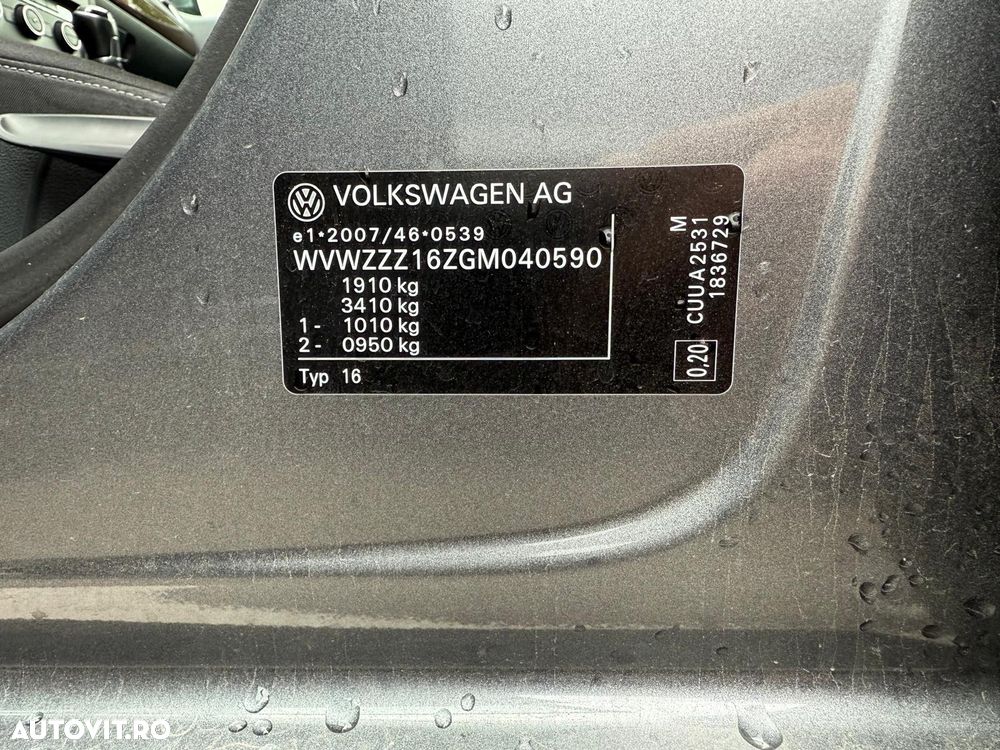 VOLKSWAGEN AG
e1*2007/46*0539
WVWZZZ16ZGM040590
1910 kg
3410 kg
1- 1010 kg
2- 0950 kg
Typ 16
M
CUUA2531
1836729
0,20
AUTOVIT.RO